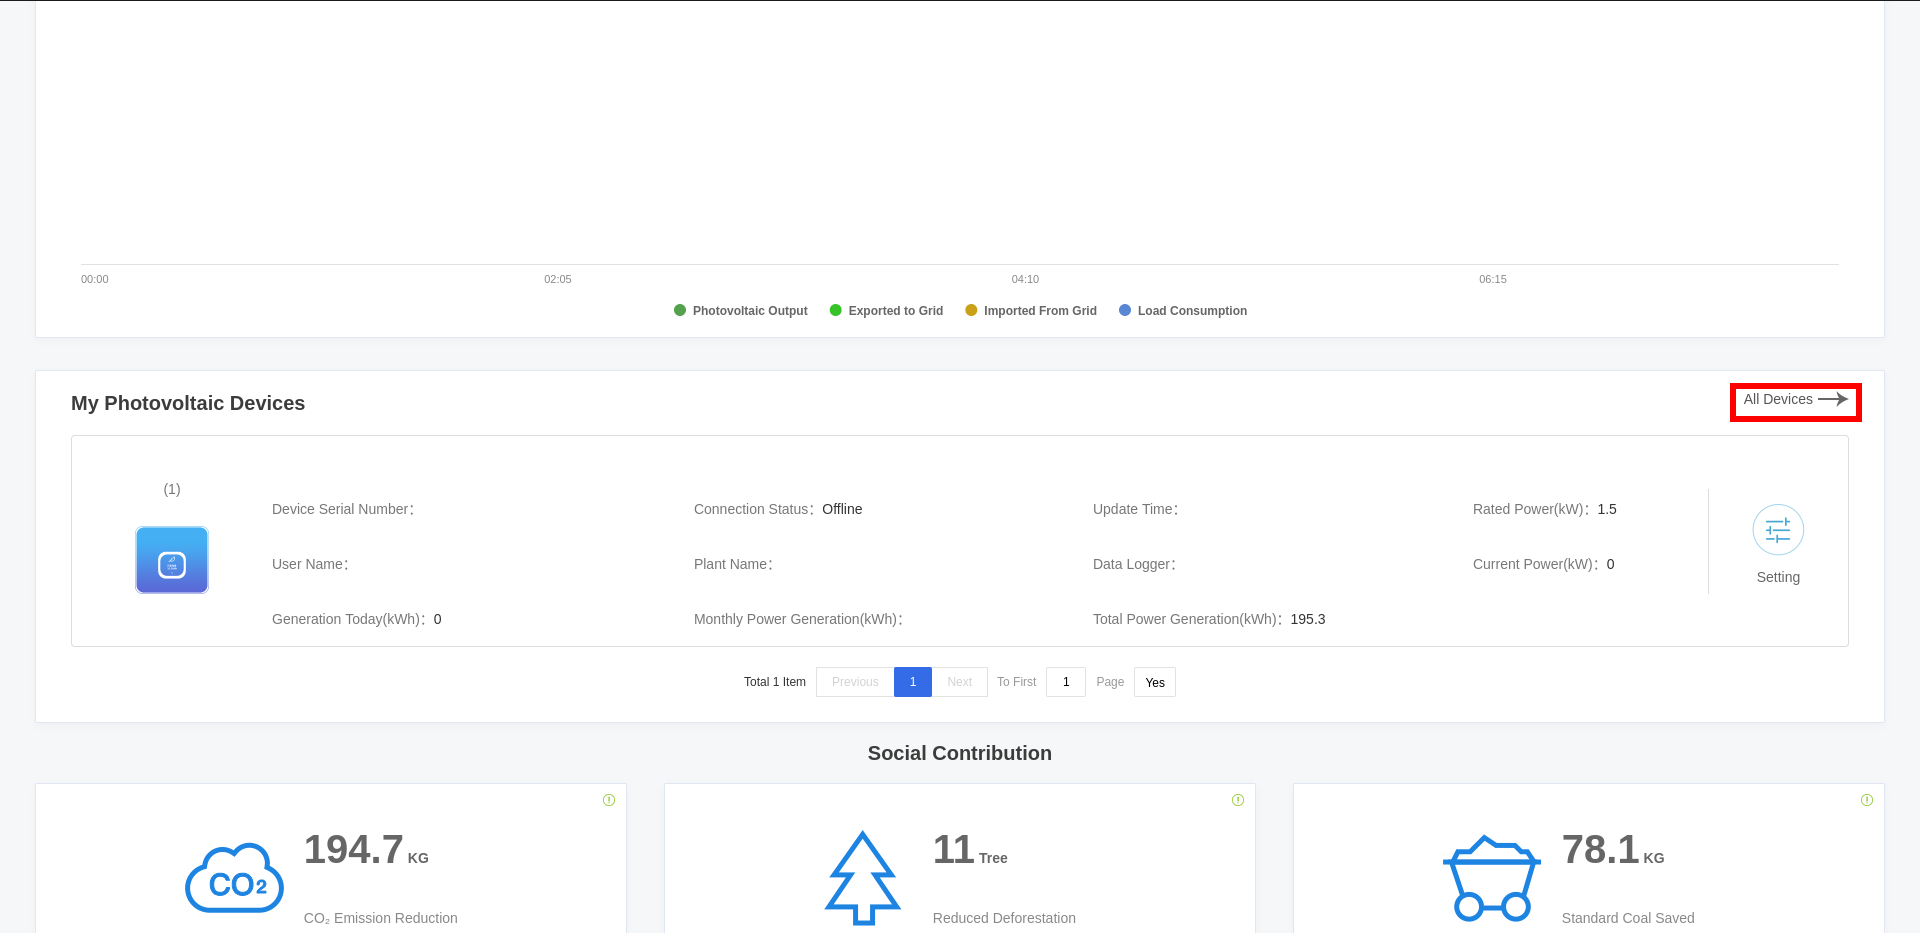 00:00 02:05 04:10 06:15
Photovoltaic Output Exported to Grid Imported From Grid Load Consumption
My Photovoltaic Devices
All Devices
(1)
Device Serial Number: Connection Status: Offline Update Time: Rated Power(kW): 1.5
User Name: Plant Name: Data Logger: Current Power(kW): 0
Setting
Generation Today(kWh): 0 Monthly Power Generation(kWh): Total Power Generation(kWh): 195.3
Total 1 Item Previous 1 Next To First 1 Page Yes
Social Contribution
194.7 KG
CO2
CO₂ Emission Reduction
11 Tree
Reduced Deforestation
78.1 KG
Standard Coal Saved